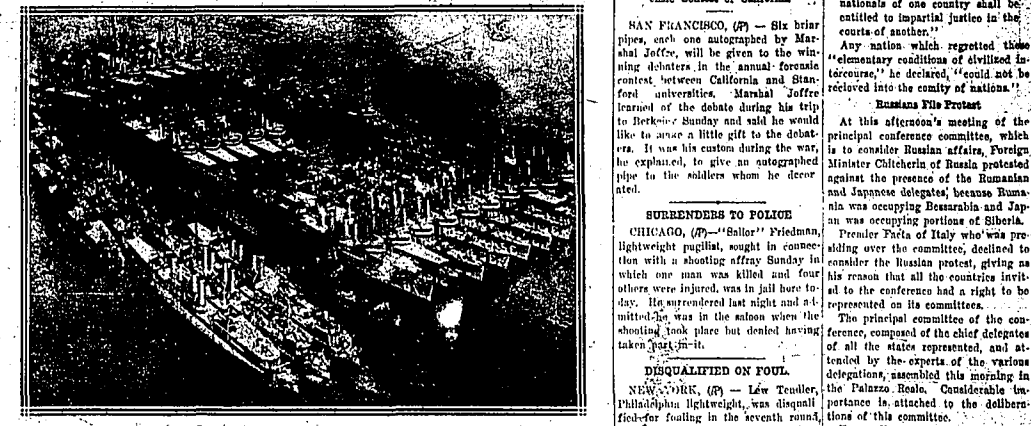 SAN FRANCISCO, (AP) — Six briar
pipes, each one autographed by Mar-
shal Joffre, will be given to the win-
ning debaters in the annual forensic
contest between California and Stan-
ford universities. Marshal Joffre
learned of the debate during his trip
to Sunday and said he would
like to make a little gift to the debat-
ers. It was his custom during the war,
he explained, to give an autographed
pipe to the soldiers whom he decor
ated.
SURRENDERS TO POLICE
CHICAGO, (AP)—"Sailor" Friedman,
lightweight pugilist, sought in connec-
tion with a shooting affray Sunday in
which one man was killed and four
others were injured, was in jail here to-
day. He surrendered last night and ad-
mitted he was in the saloon when the
shooting took place but denied having
taken part in it.
DISQUALIFIED ON FOUL.
NEW YORK, (AP) — Lew Tendler,
Philadelphia lightweight, was disquali
fied for fouling in the seventh round,
nationals of one country shall be
entitled to impartial justice in the
courts of another."
Any nation which regretted these
"elementary conditions of civilized in-
tercourse," he declared, "could not be
received into the comity of nations."
Russians File Protest
At this afternoon's meeting of the
principal conference committee, which
is to consider Russian affairs, Foreign
Minister Chitcherin of Russia protested
against the presence of the Rumanian
and Japanese delegates, because Ruma-
nia was occupying Bessarabia and Jap-
an was occupying portions of Siberia.
Premier Facta of Italy who was pre-
siding over the committee, declined to
consider the Russian protest, giving as
his reason that all the countries invit-
ed to the conference had a right to be
represented on its committees.
The principal committee of the con-
ference, composed of the chief delegates
of all the states represented, and at-
tended by the experts of the various
delegations, assembled this morning in
the Palazzo Reale. Considerable im-
portance is attached to the delibera-
tions of this committee.